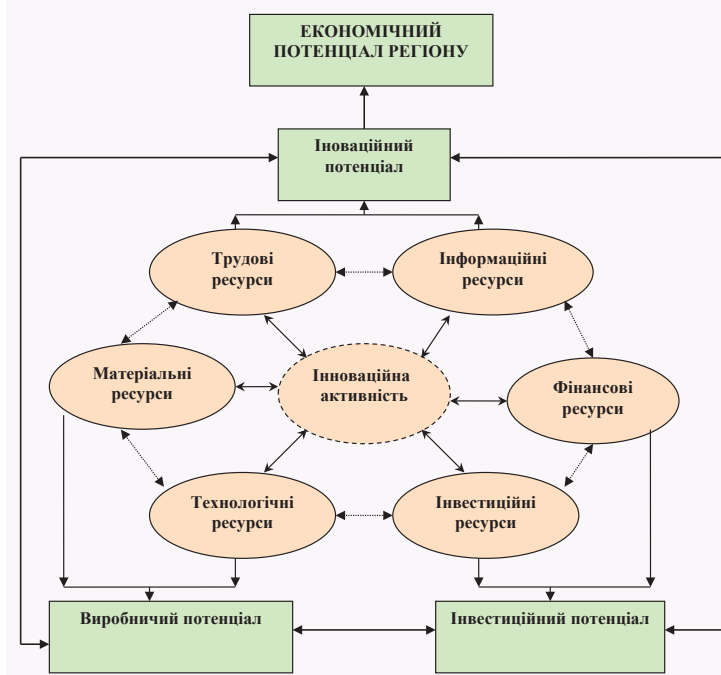 ЕКОНОМІЧНИЙ
ПОТЕНЦІАЛ РЕГІОНУ
Іноваційний
потенціал
Трудові
ресурси
Інформаційні
ресурси
Матеріальні
ресурси
Інноваційна
активність
Фінансові
ресурси
Технологічні
ресурси
Інвестиційні
ресурси
Виробничий потенціал
Інвестиційний потенціал